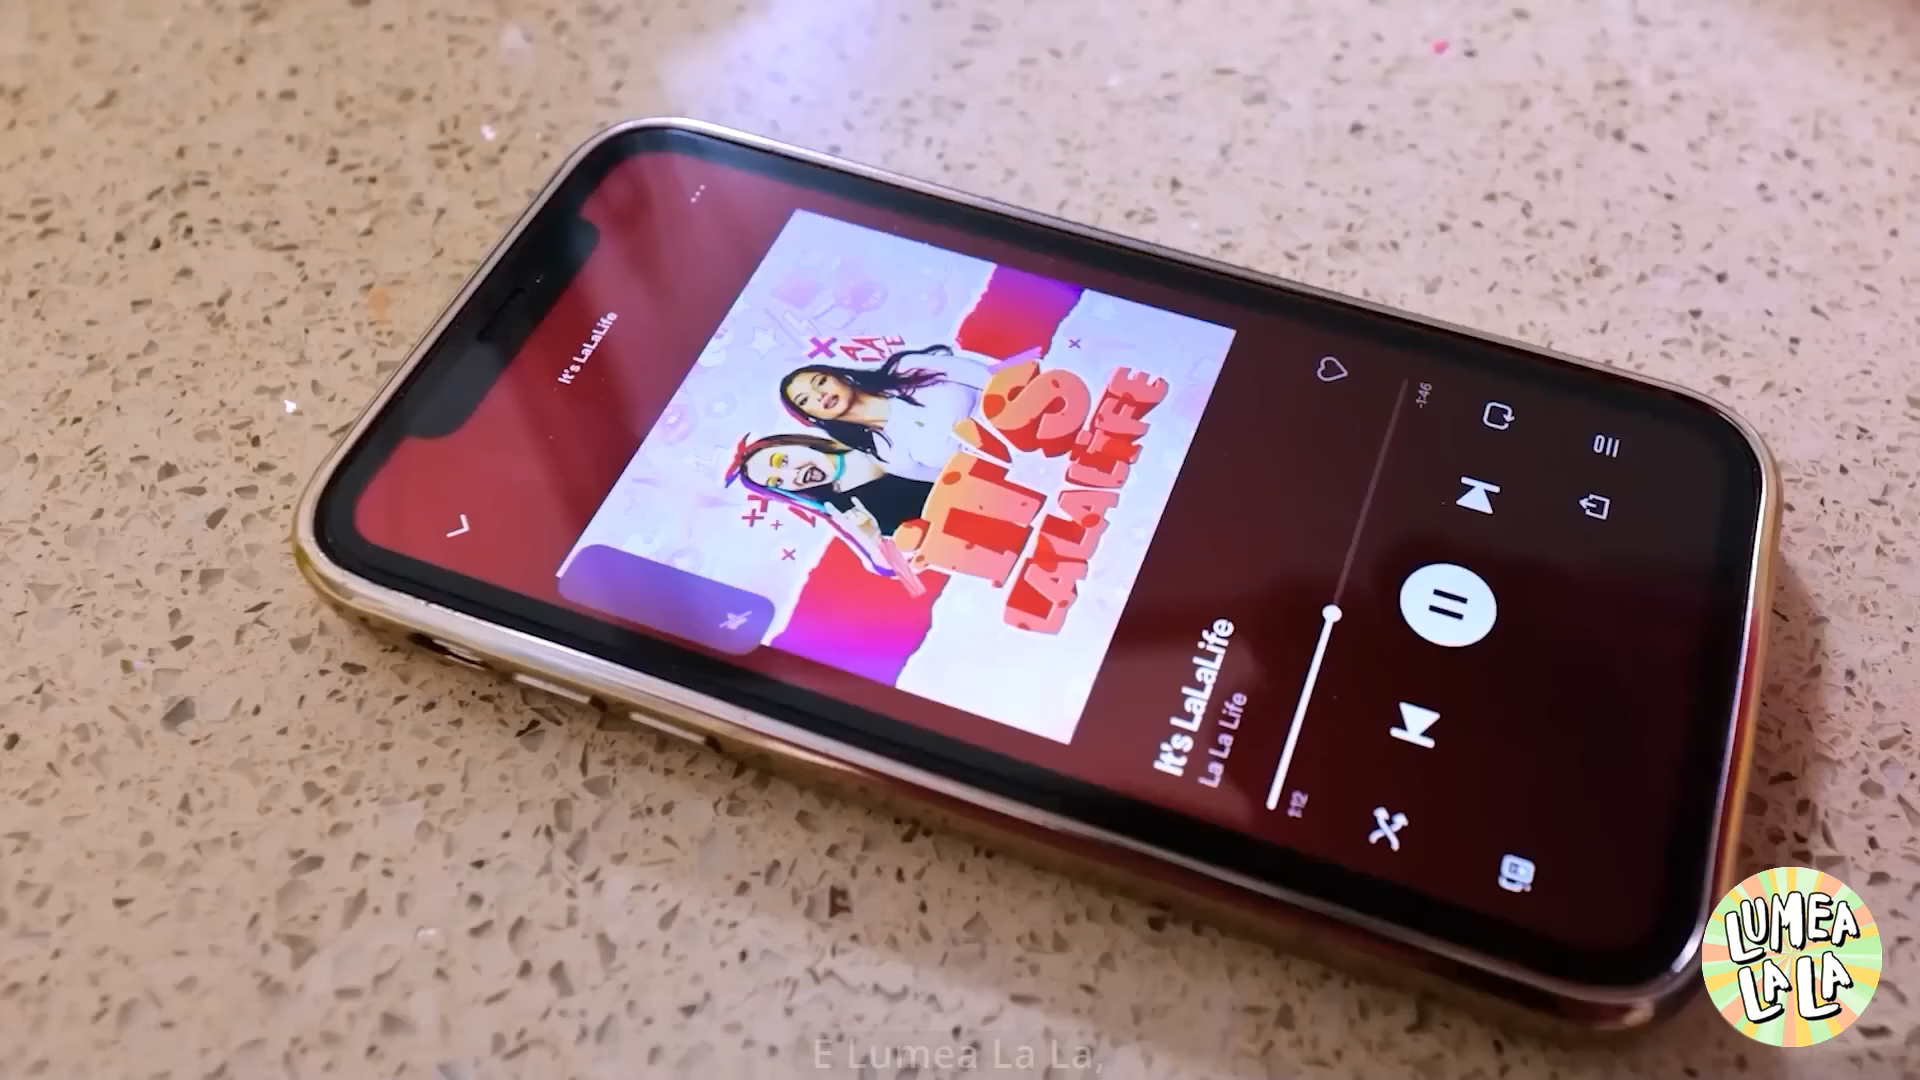 It's LaLaLife
IT'S
LALALIFE
It's LaLaLife
La La Life
1:12
-1:46
LUMEA
LA LA
E Lumea La La,